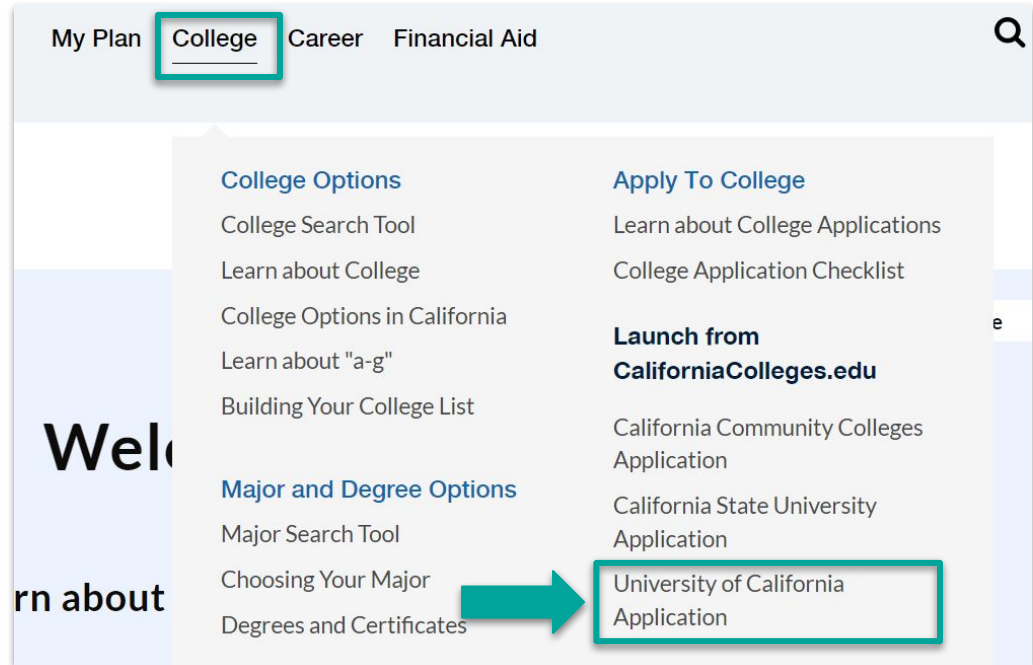 My Plan College Career Financial Aid
College Options
College Search Tool
Learn about College
College Options in California
Learn about "a-g"
Building Your College List
Major and Degree Options
Major Search Tool
Choosing Your Major
Degrees and Certificates
Apply To College
Learn about College Applications
College Application Checklist
Launch from
CaliforniaColleges.edu
California Community Colleges
Application
California State University
Application
University of California
Application
e
Wel
rn about